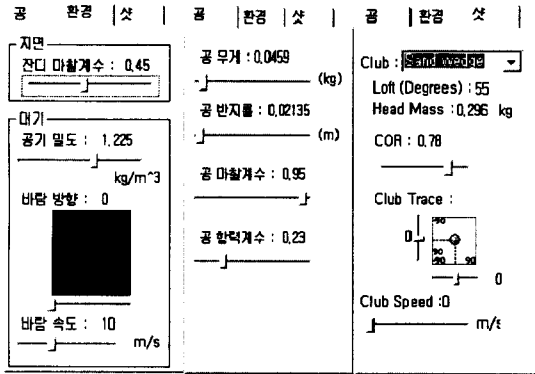 공 환경 샷
지면
잔디 마찰계수 : 0.45
대기
공기 밀도 : 1.225
kg/m^3
바람 방향 : 0
바람 속도 : 10
m/s
공 환경 샷
공 무게 : 0.0459
(kg)
공 반지름 : 0.02135
(m)
공 마찰계수 : 0.95
공 항력계수 : 0.23
공 환경 샷
Club : Sand wedge
Loft (Degrees) : 55
Head Mass : 0.296 kg
COR : 0.78
Club Trace :
90
0
-90
-90 90
0
Club Speed :0
m/s